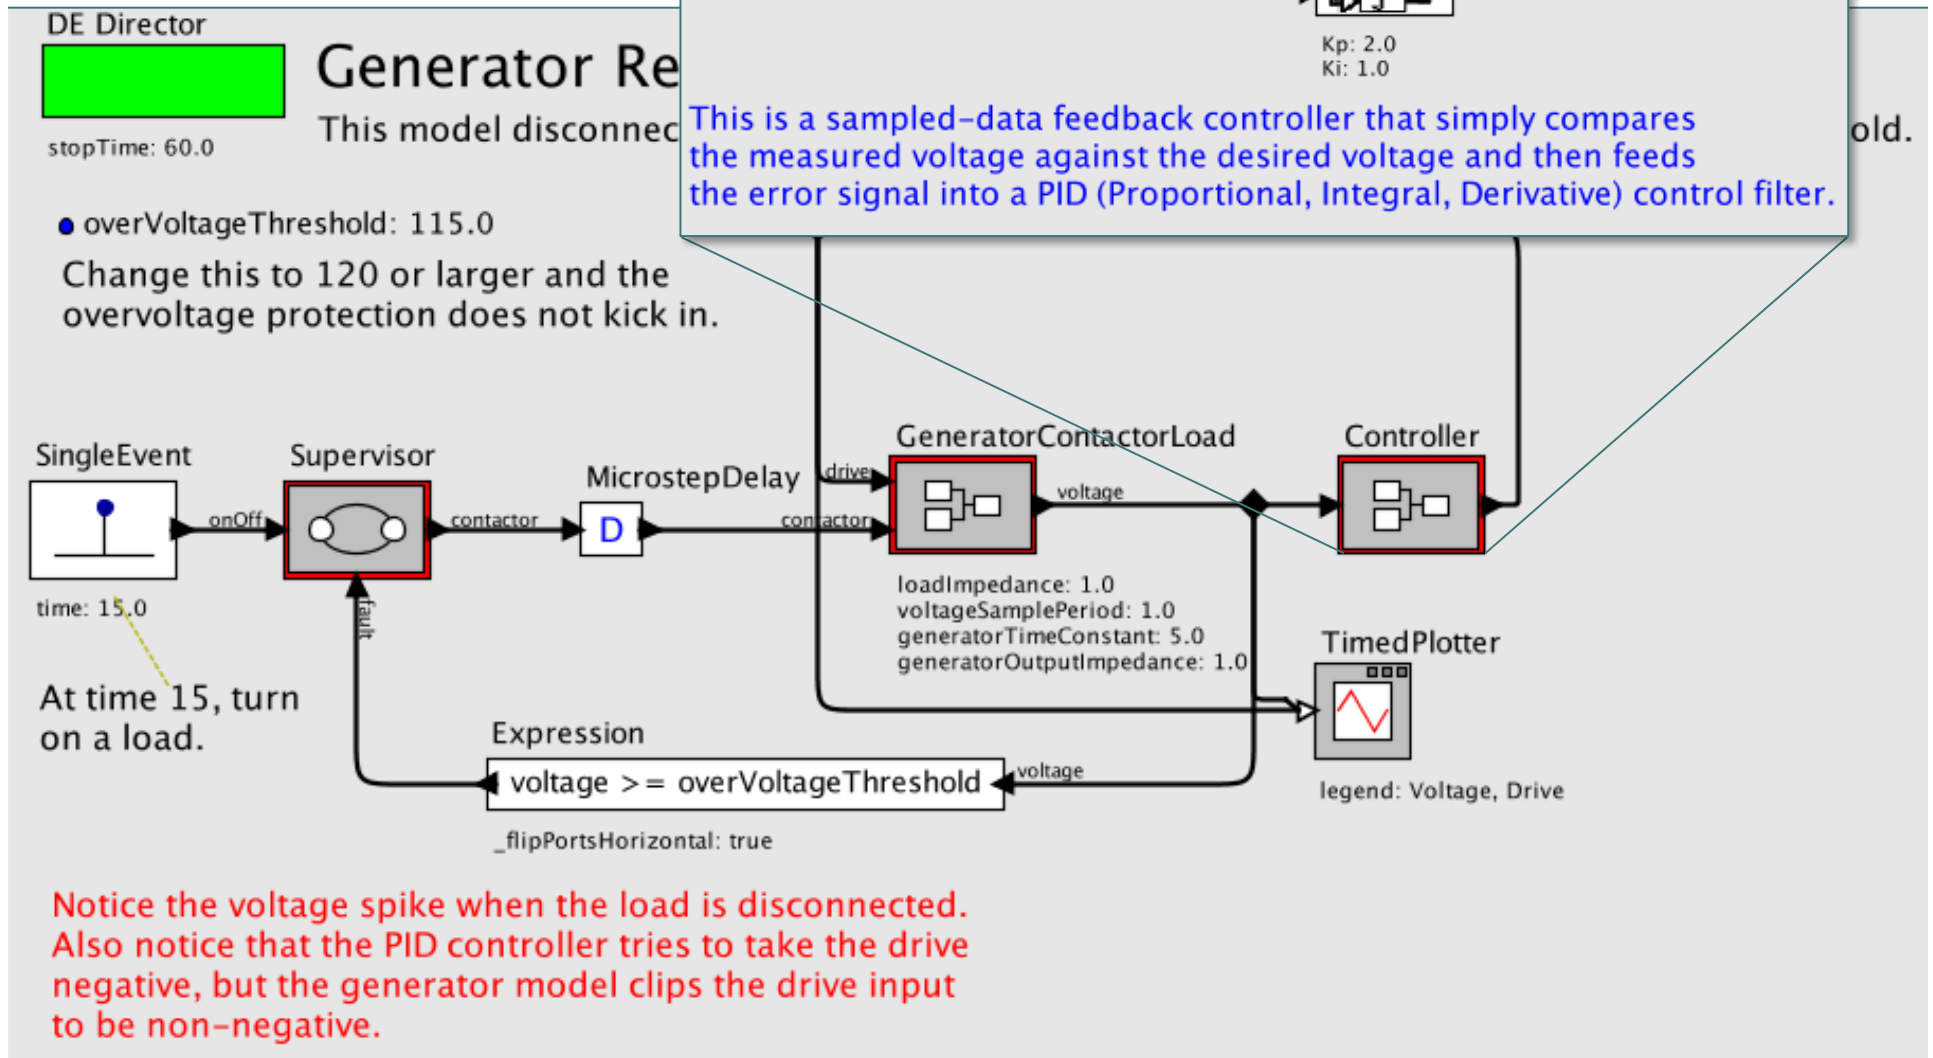 DE Director
Generator Re
This model disconnec
old.
stopTime: 60.0
Kp: 2.0
Ki: 1.0
This is a sampled-data feedback controller that simply compares
the measured voltage against the desired voltage and then feeds
the error signal into a PID (Proportional, Integral, Derivative) control filter.
overVoltageThreshold: 115.0
Change this to 120 or larger and the
overvoltage protection does not kick in.
SingleEvent
Supervisor
MicrostepDelay
GeneratorContactorLoad
Controller
drive
voltage
onOff
contactor
D
contactor
time: 15.0
fault
loadImpedance: 1.0
voltageSamplePeriod: 1.0
generatorTimeConstant: 5.0
generatorOutputImpedance: 1.0
TimedPlotter
legend: Voltage, Drive
At time 15, turn
on a load.
Expression
voltage >= overVoltageThreshold
voltage
_flipPortsHorizontal: true
Notice the voltage spike when the load is disconnected.
Also notice that the PID controller tries to take the drive
negative, but the generator model clips the drive input
to be non-negative.